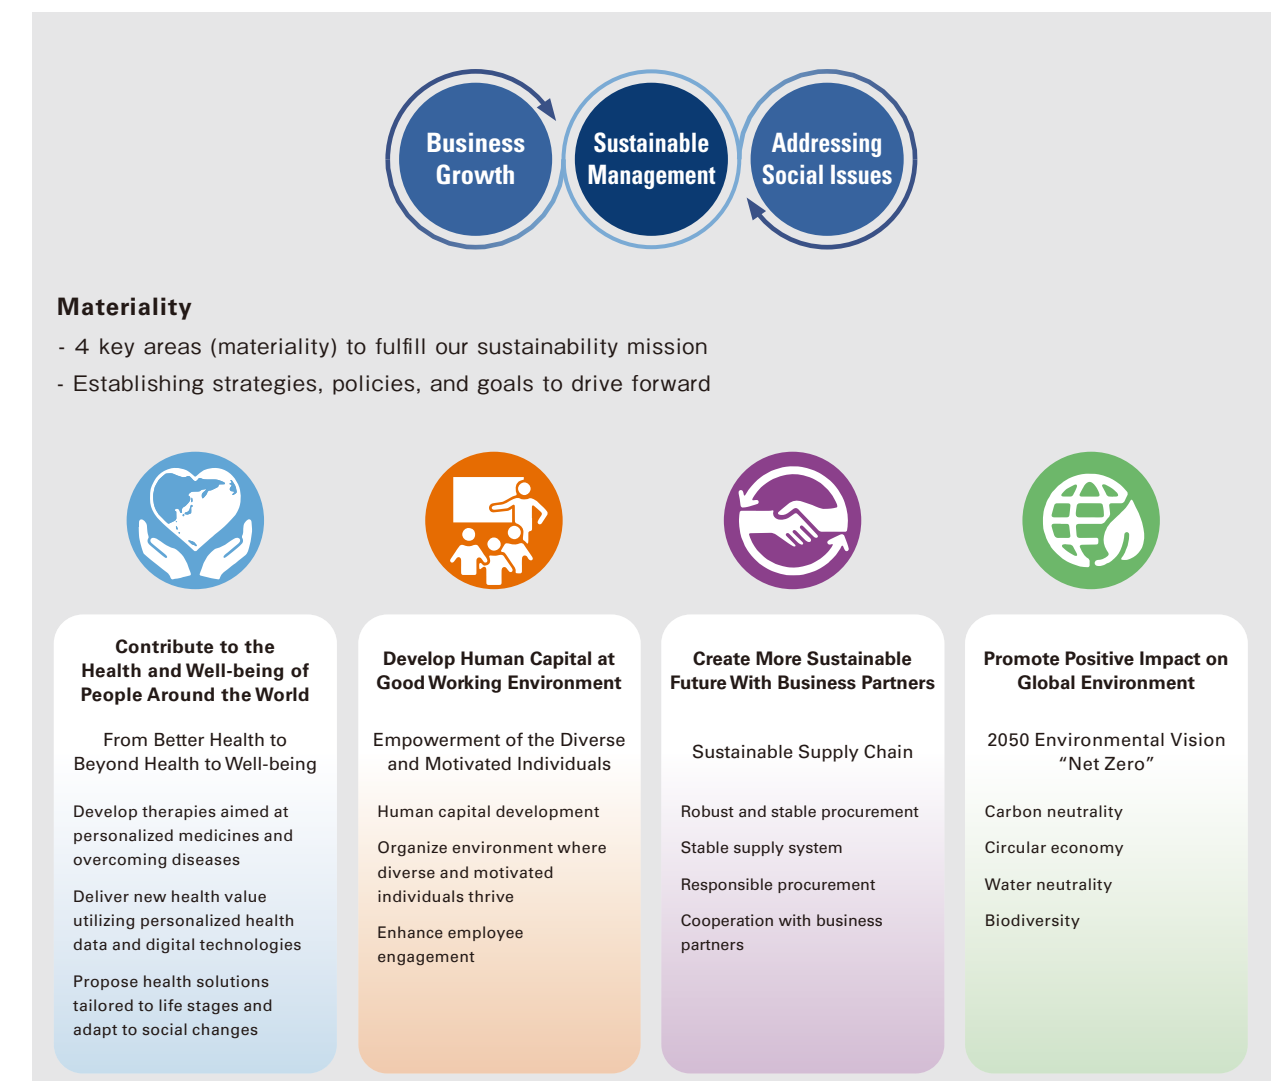 Business
Growth
Sustainable
Management
Addressing
Social Issues
Materiality
- 4 key areas (materiality) to fulfill our sustainability mission
- Establishing strategies, policies, and goals to drive forward
Contribute to the
Health and Well-being of
People Around the World
From Better Health to
Beyond Health to Well-being
Develop therapies aimed at
personalized medicines and
overcoming diseases
Deliver new health value
utilizing personalized health
data and digital technologies
Propose health solutions
tailored to life stages and
adapt to social changes
Develop Human Capital at
Good Working Environment
Empowerment of the Diverse
and Motivated Individuals
Human capital development
Organize environment where
diverse and motivated
individuals thrive
Enhance employee
engagement
Create More Sustainable
Future With Business Partners
Sustainable Supply Chain
Robust and stable procurement
Stable supply system
Responsible procurement
Cooperation with business
partners
Promote Positive Impact on
Global Environment
2050 Environmental Vision
“Net Zero”
Carbon neutrality
Circular economy
Water neutrality
Biodiversity